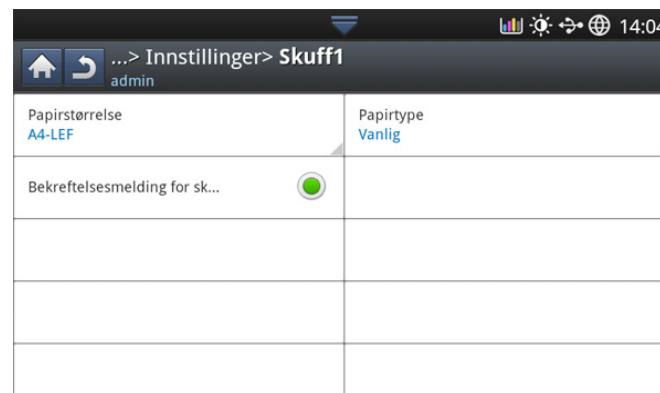 14:04
...> Innstillinger> Skuff1
admin
Papirstørrelse
A4-LEF
Papirtype
Vanlig
Bekreftelsesmelding for sk...